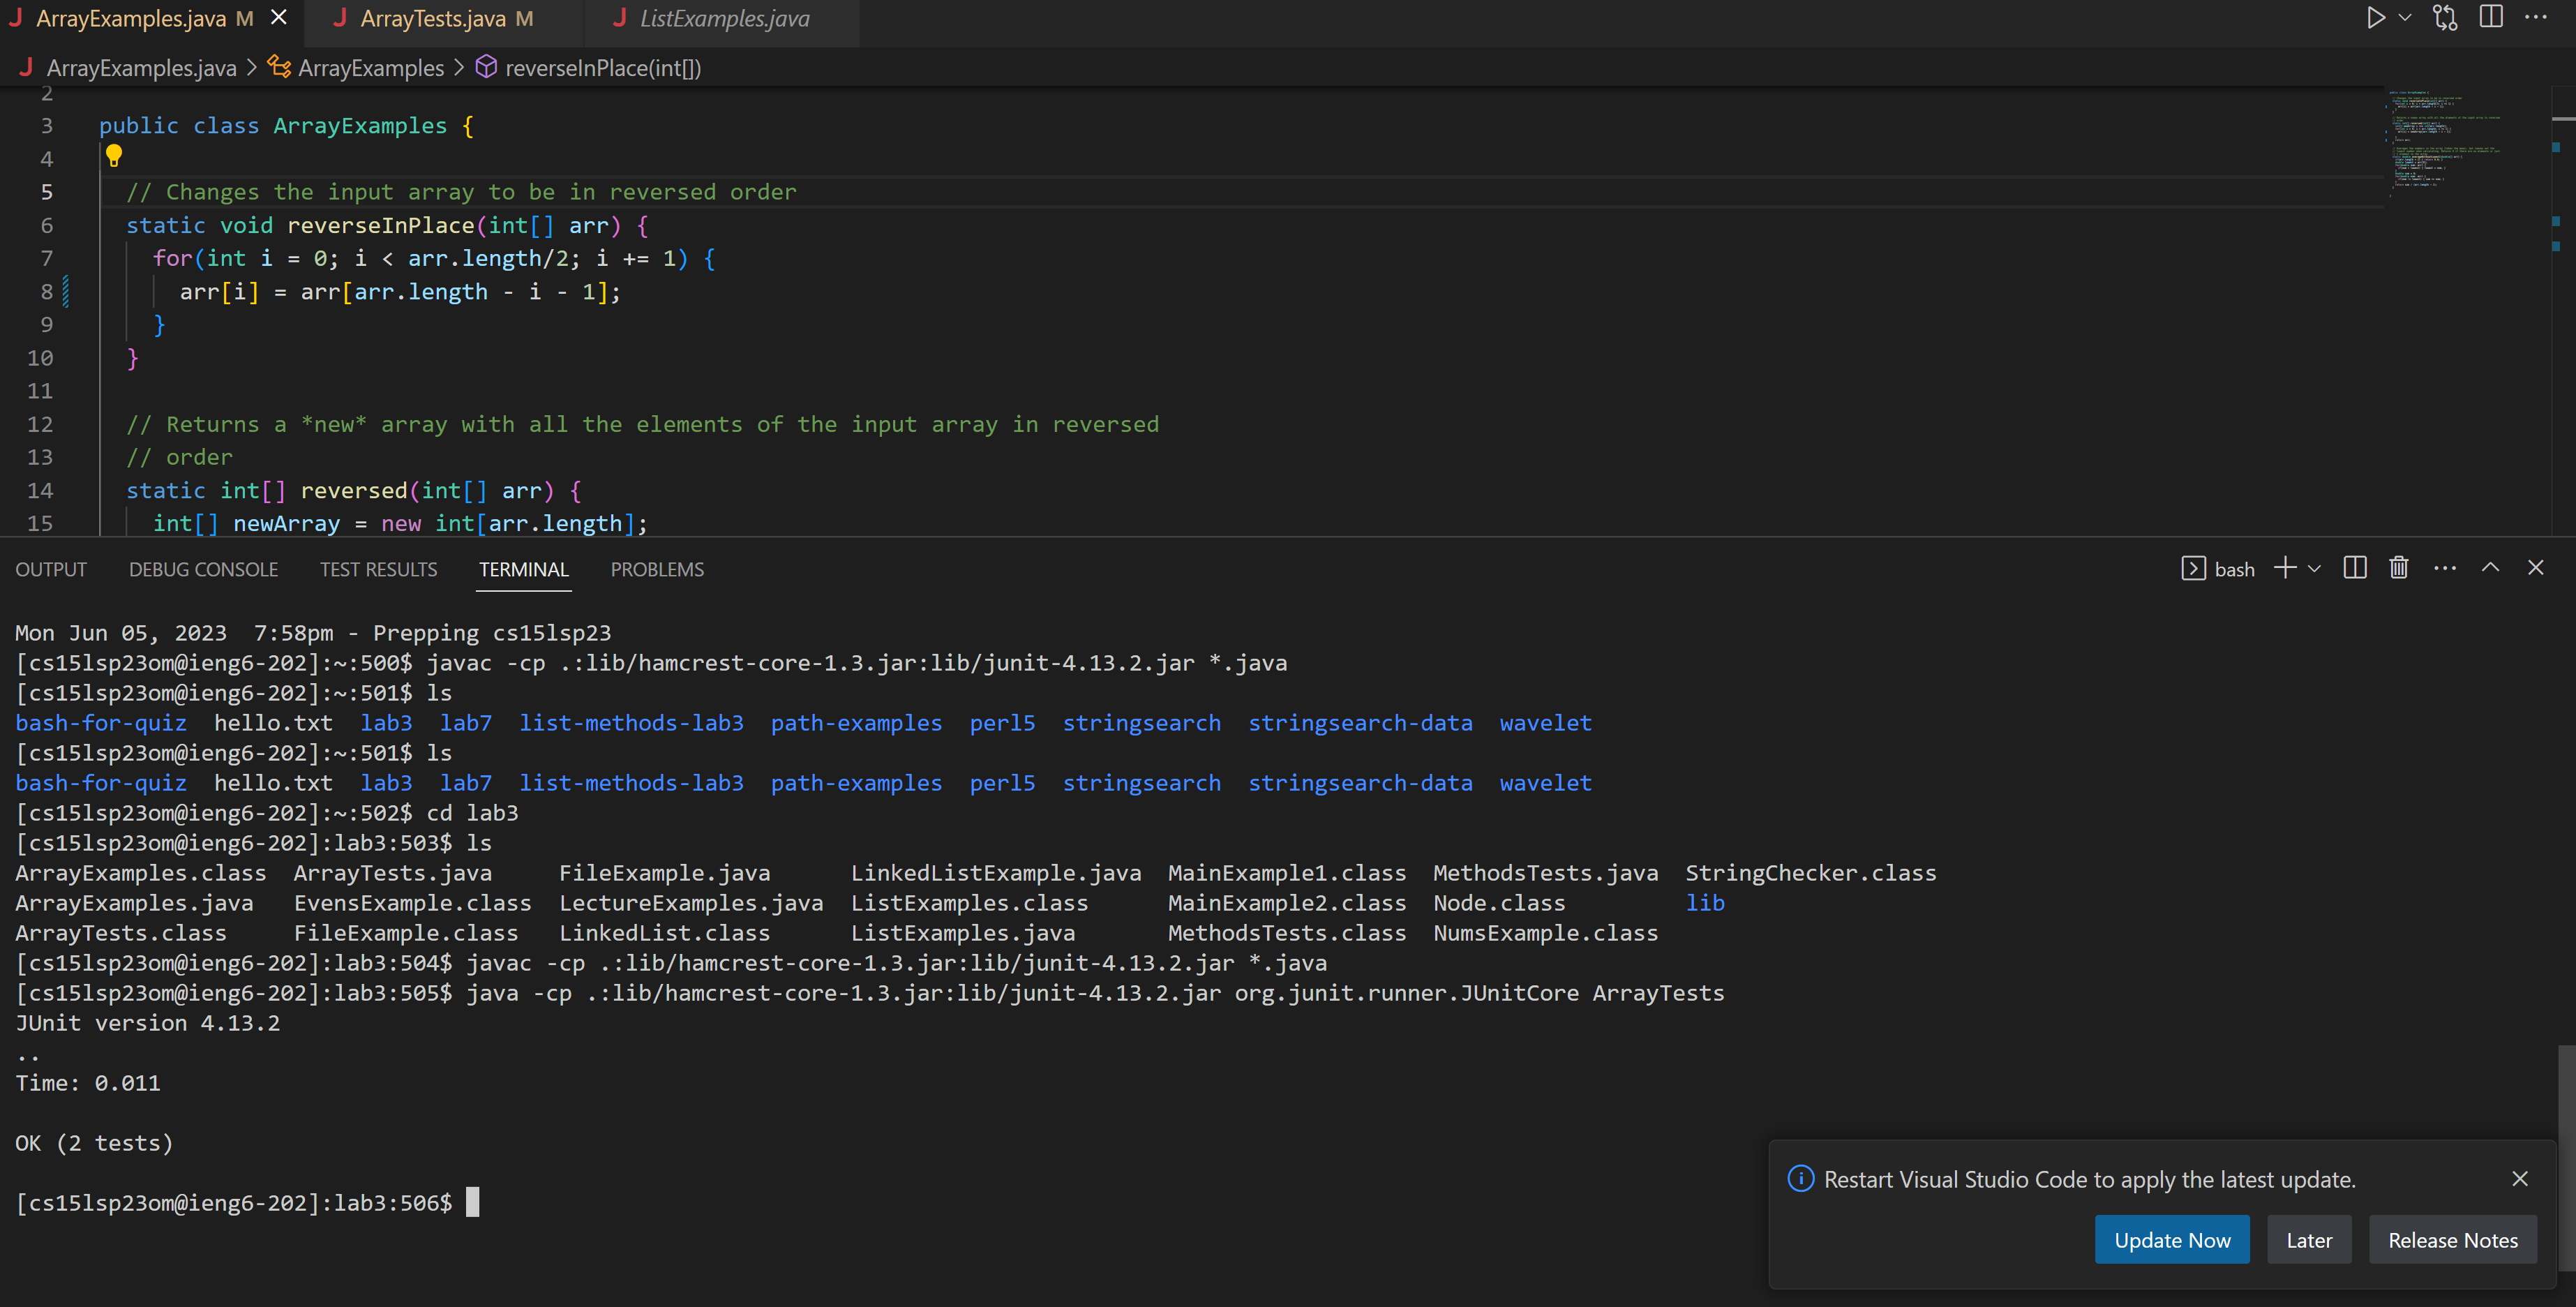 ArrayExamples.java M
ArrayTests.java M
ListExamples.java
ArrayExamples.java > ArrayExamples > reverseInPlace(int[])
2
3 public class ArrayExamples {
4
5 // Changes the input array to be in reversed order
6 static void reverseInPlace(int[] arr) {
7 for(int i = 0; i < arr.length/2; i += 1) {
8 arr[i] = arr[arr.length - i - 1];
9 }
10 }
11
12 // Returns a *new* array with all the elements of the input array in reversed
13 // order
14 static int[] reversed(int[] arr) {
15 int[] newArray = new int[arr.length];
OUTPUT DEBUG CONSOLE TEST RESULTS TERMINAL PROBLEMS
bash
Mon Jun 05, 2023 7:58pm - Prepping cs15lsp23
[cs15lsp23om@ieng6-202]:~:500$ javac -cp .:lib/hamcrest-core-1.3.jar:lib/junit-4.13.2.jar *.java
[cs15lsp23om@ieng6-202]:~:501$ ls
bash-for-quiz hello.txt lab3 lab7 list-methods-lab3 path-examples perl5 stringsearch stringsearch-data wavelet
[cs15lsp23om@ieng6-202]:~:501$ ls
bash-for-quiz hello.txt lab3 lab7 list-methods-lab3 path-examples perl5 stringsearch stringsearch-data wavelet
[cs15lsp23om@ieng6-202]:~:502$ cd lab3
[cs15lsp23om@ieng6-202]:lab3:503$ ls
ArrayExamples.class ArrayTests.java FileExample.java LinkedListExample.java MainExample1.class MethodsTests.java StringChecker.class
ArrayExamples.java EvensExample.class LectureExamples.java ListExamples.class MainExample2.class Node.class lib
ArrayTests.class FileExample.class LinkedList.class ListExamples.java MethodsTests.class NumsExample.class
[cs15lsp23om@ieng6-202]:lab3:504$ javac -cp .:lib/hamcrest-core-1.3.jar:lib/junit-4.13.2.jar *.java
[cs15lsp23om@ieng6-202]:lab3:505$ java -cp .:lib/hamcrest-core-1.3.jar:lib/junit-4.13.2.jar org.junit.runner.JUnitCore ArrayTests
JUnit version 4.13.2
..
Time: 0.011
OK (2 tests)
[cs15lsp23om@ieng6-202]:lab3:506$
Restart Visual Studio Code to apply the latest update.
Update Now Later Release Notes